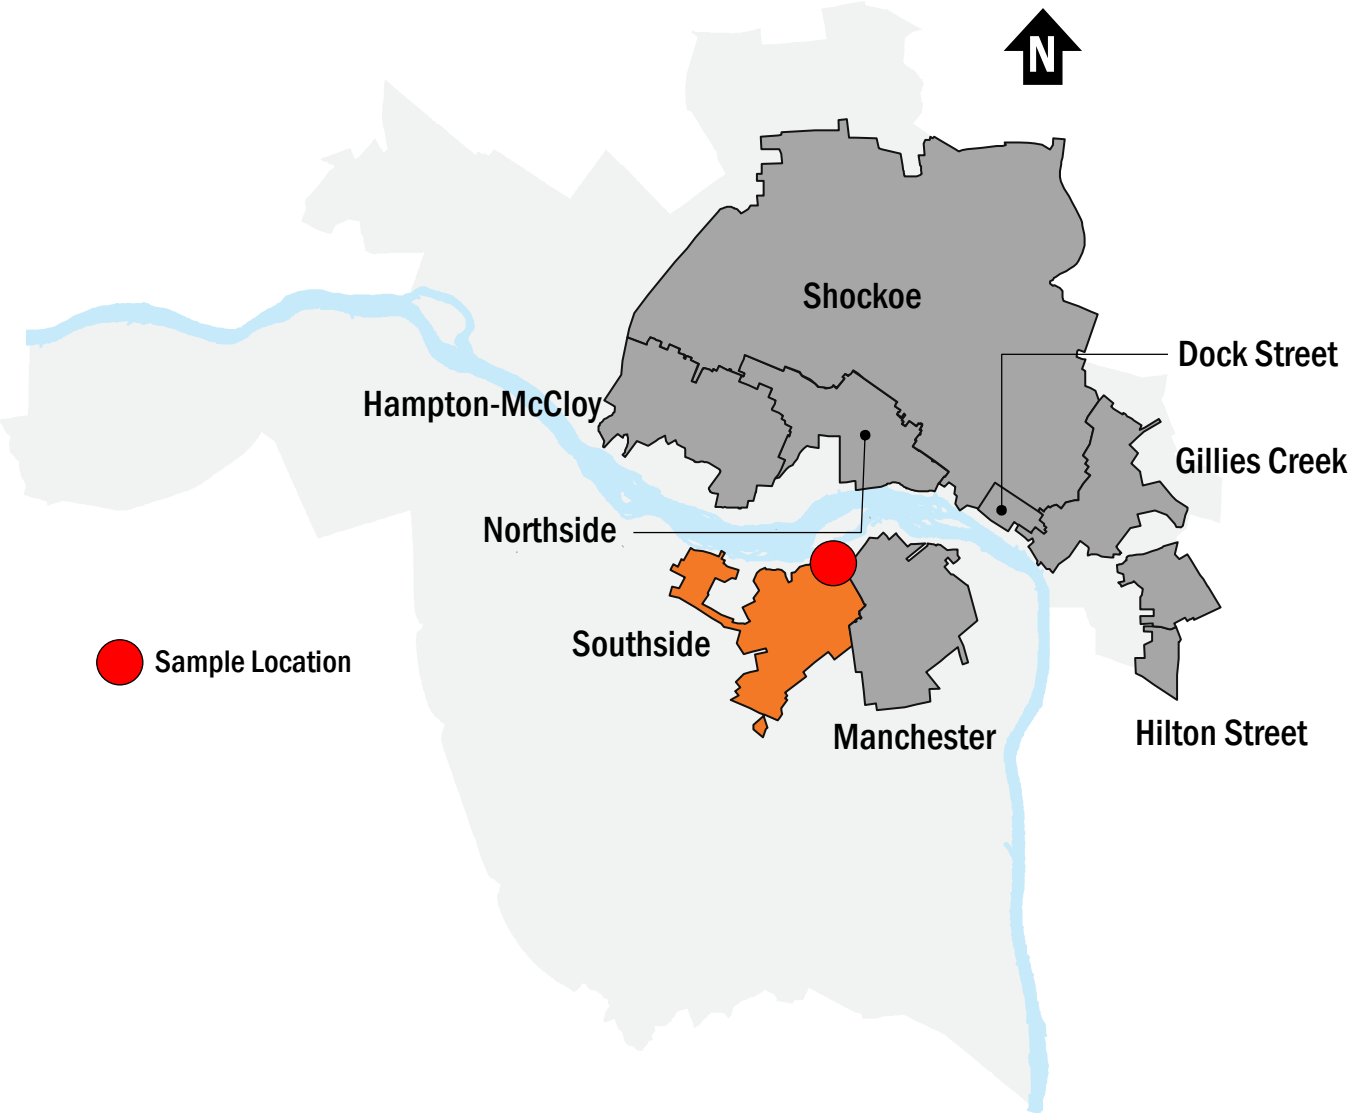 N
Shockoe
Dock Street
Hampton-McCloy
Gillies Creek
Northside
Southside
Sample Location
Manchester
Hilton Street